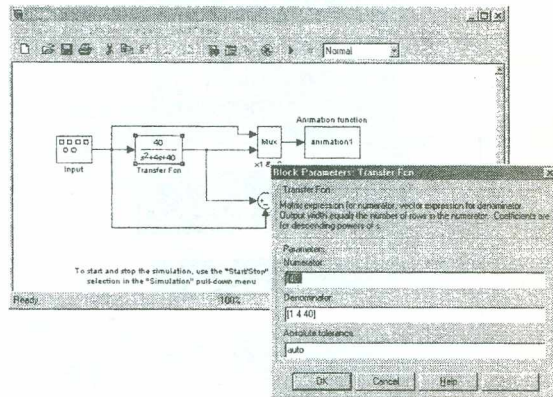 Normal
Animation function
Input
40
s²+4s+40
Transfer Fcn
Mux
animation1
To start and stop the simulation, use the "Start/Stop"
selection in the "Simulation" pull-down menu
Ready
100%
Block Parameters: Transfer Fcn
Transfer Fcn
Matrix expression for numerator, vector expression for denominator.
Output width equals the number of rows in the numerator. Coefficients are
for descending powers of s.
Parameters
Numerator:
[40]
Denominator:
[1 4 40]
Absolute tolerance:
auto
OK
Cancel
Help